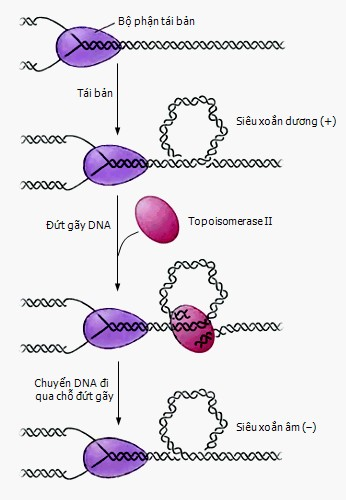 Bộ phận tái bản
Tái bản
Siêu xoắn dương (+)
Đứt gãy DNA
Topoisomerase II
Chuyển DNA đi
qua chỗ đứt gãy
Siêu xoắn âm (–)